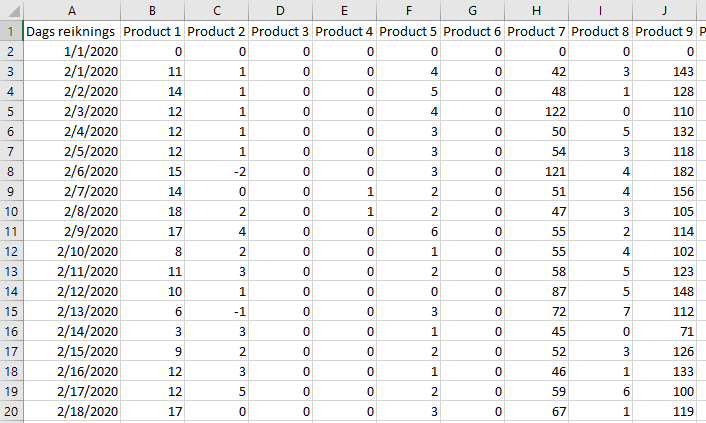 A B C D E F G H I J
1 Dags reiknings Product 1 Product 2 Product 3 Product 4 Product 5 Product 6 Product 7 Product 8 Product 9 P
2 1/1/2020 0 0 0 0 0 0 0 0 0
3 2/1/2020 11 1 0 0 4 0 42 3 143
4 2/2/2020 14 1 0 0 5 0 48 1 128
5 2/3/2020 12 1 0 0 4 0 122 0 110
6 2/4/2020 12 1 0 0 3 0 50 5 132
7 2/5/2020 12 1 0 0 3 0 54 3 118
8 2/6/2020 15 -2 0 0 3 0 121 4 182
9 2/7/2020 14 0 0 1 2 0 51 4 156
10 2/8/2020 18 2 0 1 2 0 47 3 105
11 2/9/2020 17 4 0 0 6 0 55 2 114
12 2/10/2020 8 2 0 0 1 0 55 4 102
13 2/11/2020 11 3 0 0 2 0 58 5 123
14 2/12/2020 10 1 0 0 0 0 87 5 148
15 2/13/2020 6 -1 0 0 3 0 72 7 112
16 2/14/2020 3 3 0 0 1 0 45 0 71
17 2/15/2020 9 2 0 0 2 0 52 3 126
18 2/16/2020 12 3 0 0 1 0 46 1 133
19 2/17/2020 12 5 0 0 2 0 59 6 100
20 2/18/2020 17 0 0 0 3 0 67 1 119